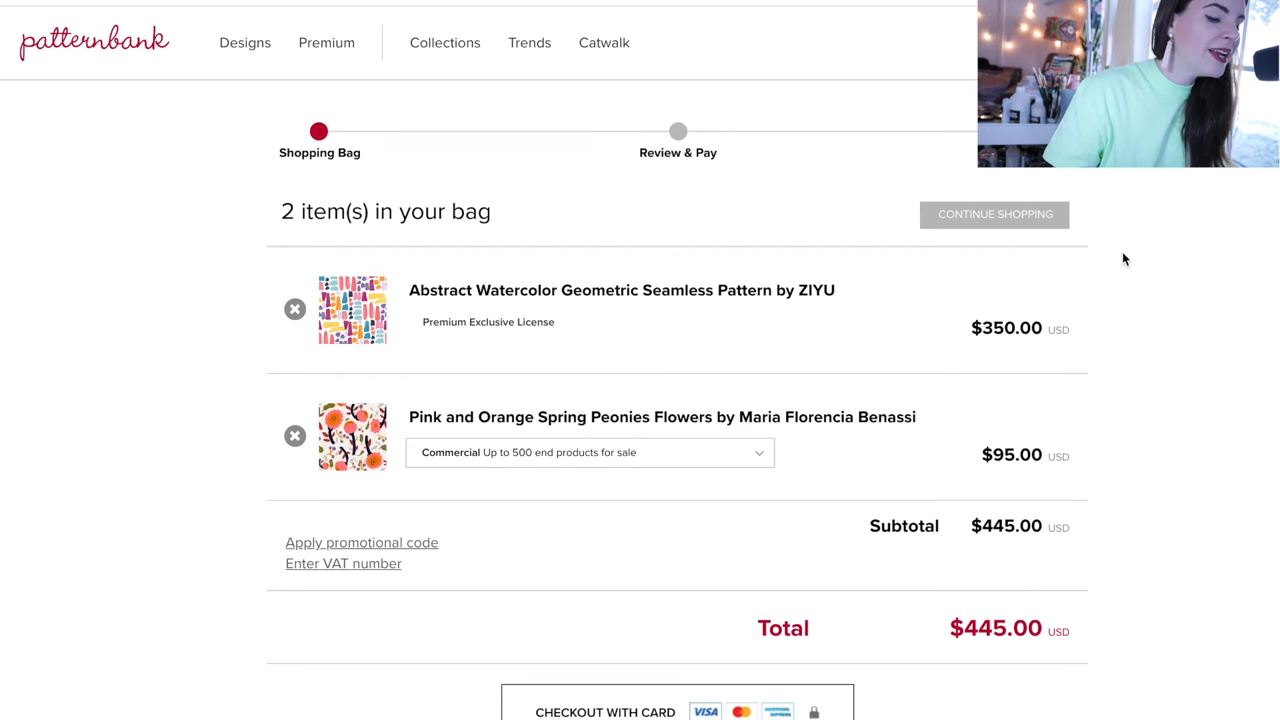 patternbank
Designs Premium Collections Trends Catwalk
Shopping Bag Review & Pay
2 item(s) in your bag CONTINUE SHOPPING
Abstract Watercolor Geometric Seamless Pattern by ZIYU
Premium Exclusive License
$350.00 USD
Pink and Orange Spring Peonies Flowers by Maria Florencia Benassi
Commercial Up to 500 end products for sale
$95.00 USD
Subtotal $445.00 USD
Apply promotional code
Enter VAT number
Total $445.00 USD
CHECKOUT WITH CARD VISA